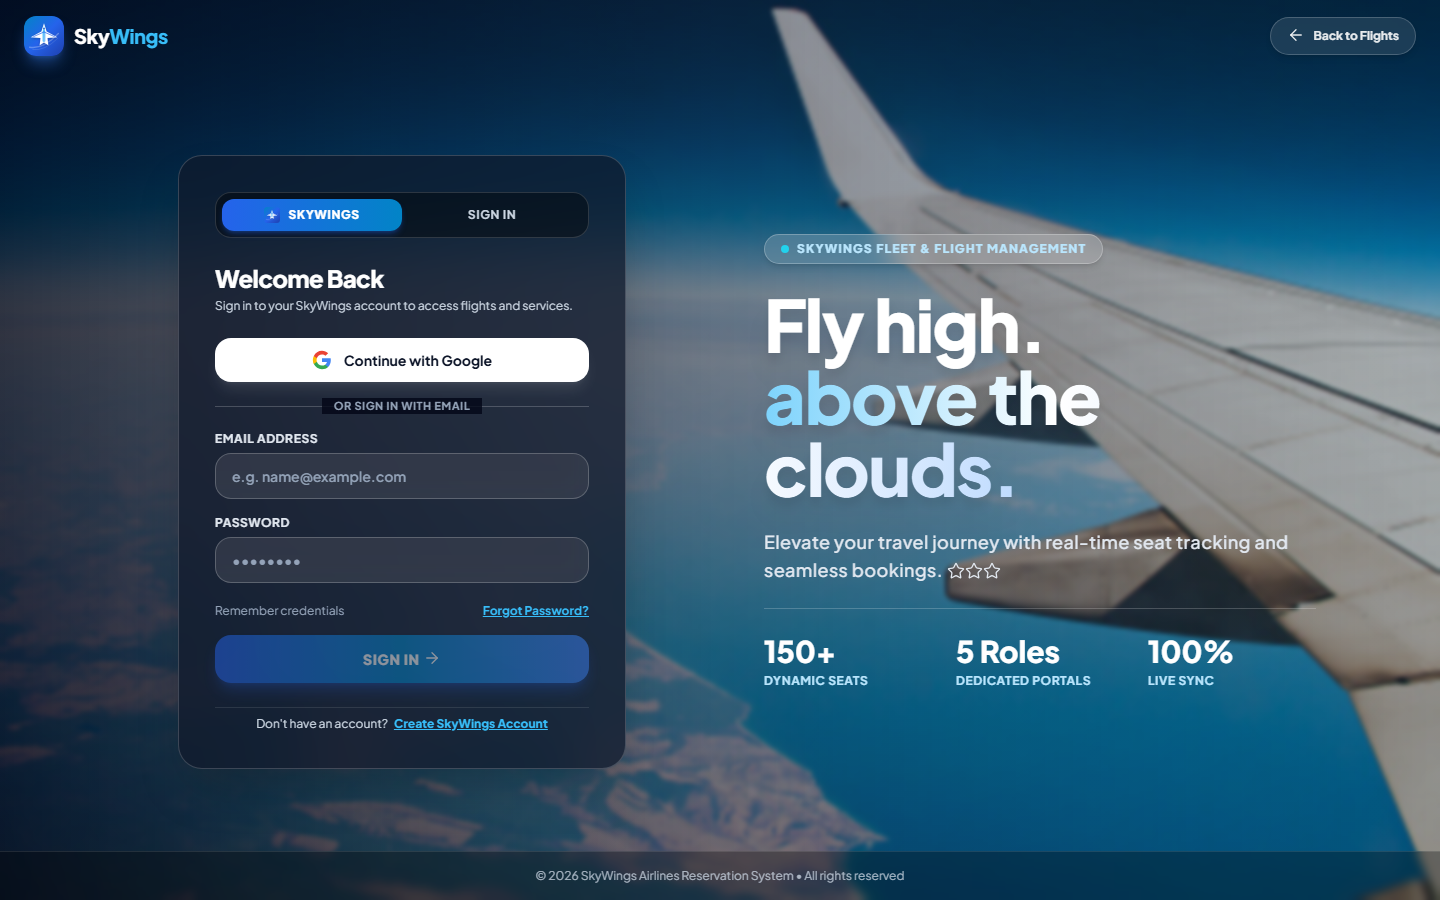 SkyWings
Back to Flights
SKYWINGS
SIGN IN
Welcome Back
Sign in to your SkyWings account to access flights and services.
Continue with Google
OR SIGN IN WITH EMAIL
EMAIL ADDRESS
e.g. name@example.com
PASSWORD
••••••••
Remember credentials
Forgot Password?
SIGN IN →
Don't have an account? Create SkyWings Account
SKYWINGS FLEET & FLIGHT MANAGEMENT
Fly high.
above the
clouds.
Elevate your travel journey with real-time seat tracking and
seamless bookings. ☆☆☆
150+
DYNAMIC SEATS
5 Roles
DEDICATED PORTALS
100%
LIVE SYNC
© 2026 SkyWings Airlines Reservation System • All rights reserved